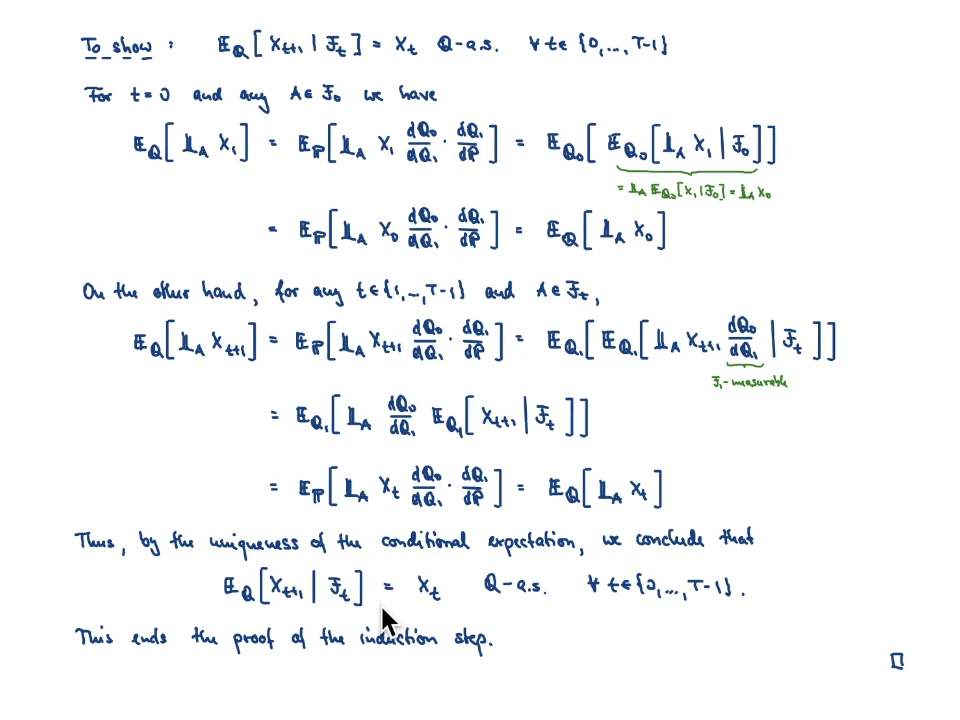 To show : 𝔼_Q [ X_{t+1} | ℱ_t ] = X_t Q-a.s. ∀ t ∈ {0,..., T-1}
For t = 0 and any A ∈ ℱ_0 we have
𝔼_Q [ 𝟙_A X_1 ] = 𝔼_ℙ [ 𝟙_A X_1 dQ_0/dQ_1 · dQ_1/dℙ ] = 𝔼_{Q_0} [ 𝔼_{Q_0} [ 𝟙_A X_1 | ℱ_0 ] ]
= 𝟙_A 𝔼_{Q_0} [ X_1 | ℱ_0 ] = 𝟙_A X_0
= 𝔼_ℙ [ 𝟙_A X_0 dQ_0/dQ_1 · dQ_1/dℙ ] = 𝔼_Q [ 𝟙_A X_0 ]
On the other hand, for any t ∈ {1,..., T-1} and A ∈ ℱ_t,
𝔼_Q [ 𝟙_A X_{t+1} ] = 𝔼_ℙ [ 𝟙_A X_{t+1} dQ_0/dQ_1 · dQ_1/dℙ ] = 𝔼_{Q_1} [ 𝔼_{Q_1} [ 𝟙_A X_{t+1} dQ_0/dQ_1 | ℱ_t ] ]
ℱ_1-measurable
= 𝔼_{Q_1} [ 𝟙_A dQ_0/dQ_1 𝔼_{Q_1} [ X_{t+1} | ℱ_t ] ]
= 𝔼_ℙ [ 𝟙_A X_t dQ_0/dQ_1 · dQ_1/dℙ ] = 𝔼_Q [ 𝟙_A X_t ]
Thus, by the uniqueness of the conditional expectation, we conclude that
𝔼_Q [ X_{t+1} | ℱ_t ] = X_t Q-a.s. ∀ t ∈ {0,..., T-1} .
This ends the proof of the induction step.
□